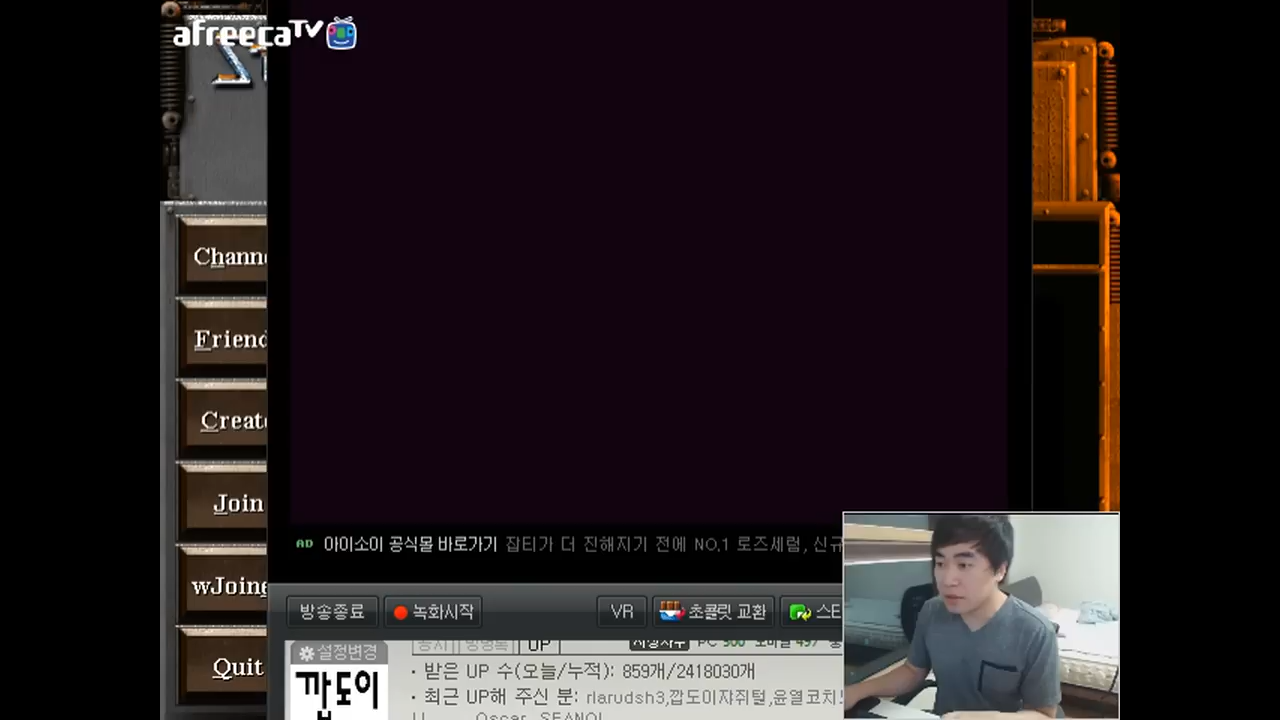 afreecaTV
Channe
Friend
Create
Join
wJoing
Quit
AD 아이소이 공식몰 바로가기 잡티가 더 진해지기 전에 NO.1 로즈세럼, 신규
방송종료 녹화시작 VR 초콜릿 교환 스티
설정변경 UP
깝도이
· 받은 UP 수(오늘/누적): 859개/2418030개
· 최근 UP해 주신 분: rlarudsh3,깝도이쟈쥐털,윤열코치
Oscar